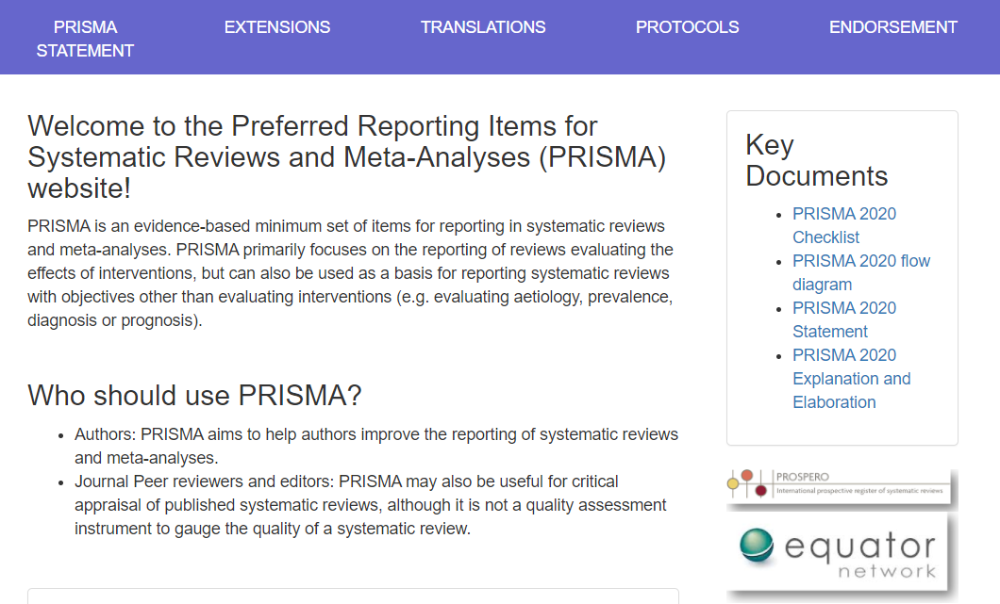 PRISMA STATEMENT
EXTENSIONS
TRANSLATIONS
PROTOCOLS
ENDORSEMENT
Welcome to the Preferred Reporting Items for
Systematic Reviews and Meta-Analyses (PRISMA)
website!
PRISMA is an evidence-based minimum set of items for reporting in systematic reviews
and meta-analyses. PRISMA primarily focuses on the reporting of reviews evaluating the
effects of interventions, but can also be used as a basis for reporting systematic reviews
with objectives other than evaluating interventions (e.g. evaluating aetiology, prevalence,
diagnosis or prognosis).
Who should use PRISMA?
Authors: PRISMA aims to help authors improve the reporting of systematic reviews
and meta-analyses.
Journal Peer reviewers and editors: PRISMA may also be useful for critical
appraisal of published systematic reviews, although it is not a quality assessment
instrument to gauge the quality of a systematic review.
Key
Documents
PRISMA 2020
Checklist
PRISMA 2020 flow
diagram
PRISMA 2020
Statement
PRISMA 2020
Explanation and
Elaboration
PROSPERO
International prospective register of systematic reviews
equator
network